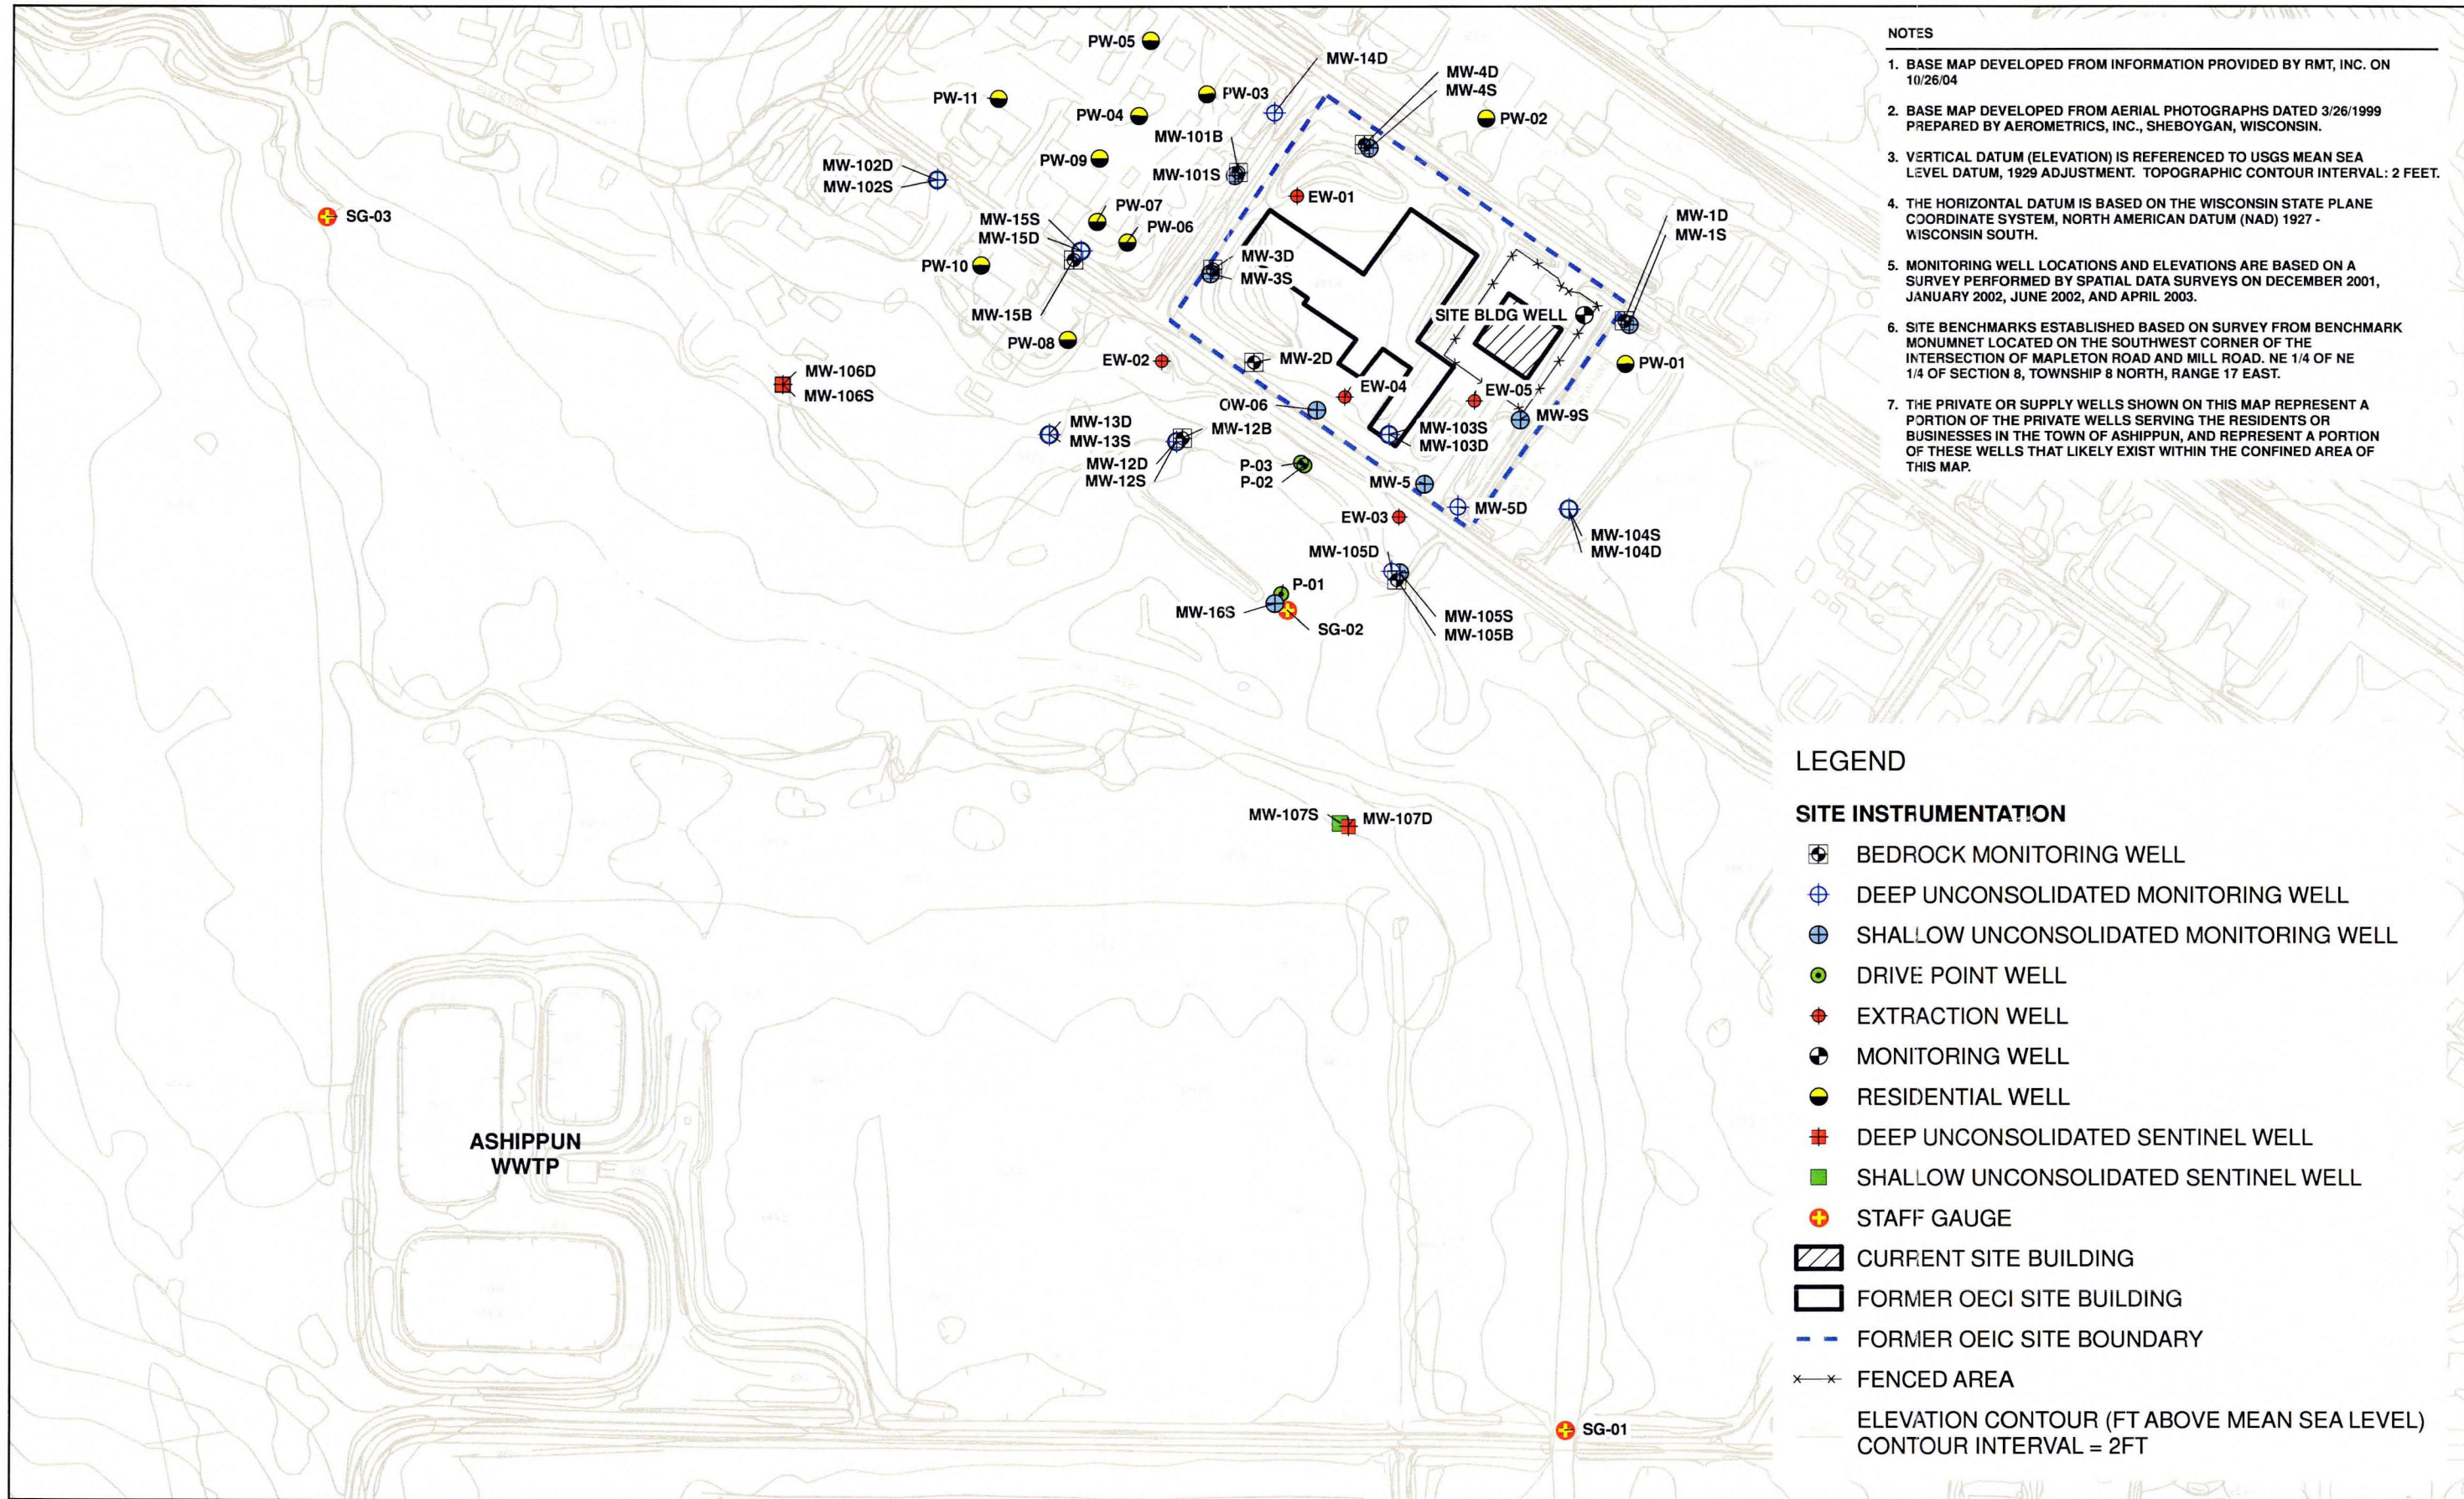 PW-05
MW-14D
MW-4D
MW-4S
PW-11
PW-03
PW-04
PW-02
MW-101B
PW-09
MW-102D
MW-102S
MW-101S
EW-01
SG-03
PW-07
MW-15S
PW-06
MW-15D
MW-1D
MW-1S
PW-10
MW-3D
MW-3S
MW-15B
SITE BLDG WELL
PW-08
EW-02
MW-2D
PW-01
MW-106D
MW-106S
EW-04
EW-05
OW-06
MW-9S
MW-13D
MW-13S
MW-12B
MW-103S
MW-103D
MW-12D
MW-12S
P-03
P-02
MW-5
MW-5D
EW-03
MW-104S
MW-104D
MW-105D
P-01
MW-16S
SG-02
MW-105S
MW-105B
MW-107S
MW-107D
ASHIPPUN
WWTP
SG-01
NOTES
1. BASE MAP DEVELOPED FROM INFORMATION PROVIDED BY RMT, INC. ON
10/26/04
2. BASE MAP DEVELOPED FROM AERIAL PHOTOGRAPHS DATED 3/26/1999
PREPARED BY AEROMETRICS, INC., SHEBOYGAN, WISCONSIN.
3. VERTICAL DATUM (ELEVATION) IS REFERENCED TO USGS MEAN SEA
LEVEL DATUM, 1929 ADJUSTMENT. TOPOGRAPHIC CONTOUR INTERVAL: 2 FEET.
4. THE HORIZONTAL DATUM IS BASED ON THE WISCONSIN STATE PLANE
COORDINATE SYSTEM, NORTH AMERICAN DATUM (NAD) 1927 -
WISCONSIN SOUTH.
5. MONITORING WELL LOCATIONS AND ELEVATIONS ARE BASED ON A
SURVEY PERFORMED BY SPATIAL DATA SURVEYS ON DECEMBER 2001,
JANUARY 2002, JUNE 2002, AND APRIL 2003.
6. SITE BENCHMARKS ESTABLISHED BASED ON SURVEY FROM BENCHMARK
MONUMNET LOCATED ON THE SOUTHWEST CORNER OF THE
INTERSECTION OF MAPLETON ROAD AND MILL ROAD. NE 1/4 OF NE
1/4 OF SECTION 8, TOWNSHIP 8 NORTH, RANGE 17 EAST.
7. THE PRIVATE OR SUPPLY WELLS SHOWN ON THIS MAP REPRESENT A
PORTION OF THE PRIVATE WELLS SERVING THE RESIDENTS OR
BUSINESSES IN THE TOWN OF ASHIPPUN, AND REPRESENT A PORTION
OF THESE WELLS THAT LIKELY EXIST WITHIN THE CONFINED AREA OF
THIS MAP.
LEGEND
SITE INSTRUMENTATION
BEDROCK MONITORING WELL
DEEP UNCONSOLIDATED MONITORING WELL
SHALLOW UNCONSOLIDATED MONITORING WELL
DRIVE POINT WELL
EXTRACTION WELL
MONITORING WELL
RESIDENTIAL WELL
DEEP UNCONSOLIDATED SENTINEL WELL
SHALLOW UNCONSOLIDATED SENTINEL WELL
STAFF GAUGE
CURRENT SITE BUILDING
FORMER OECI SITE BUILDING
FORMER OEIC SITE BOUNDARY
FENCED AREA
ELEVATION CONTOUR (FT ABOVE MEAN SEA LEVEL)
CONTOUR INTERVAL = 2FT